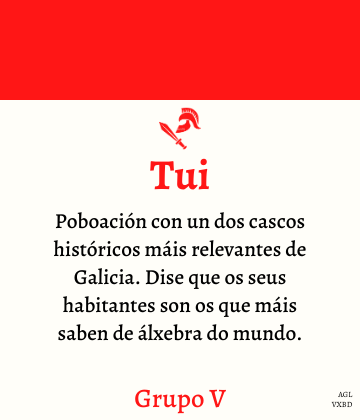 Tui
Poboación con un dos cascos
históricos máis relevantes de
Galicia. Dise que os seus
habitantes son os que máis
saben de álxebra do mundo.
Grupo V
AGL
VXBD